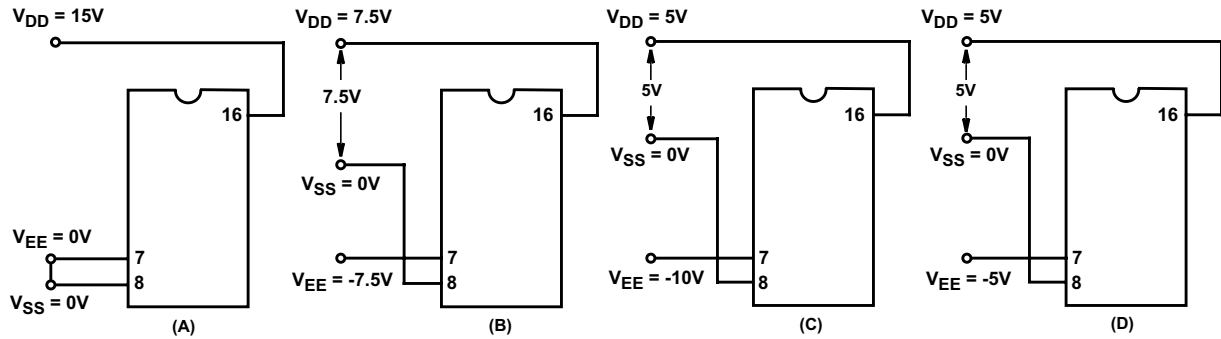 VDD = 15V
16
VEE = 0V
7
8
VSS = 0V
(A)
VDD = 7.5V
7.5V
16
VSS = 0V
7
VEE = -7.5V
8
(B)
VDD = 5V
5V
16
VSS = 0V
7
VEE = -10V
8
(C)
VDD = 5V
5V
16
VSS = 0V
7
VEE = -5V
8
(D)